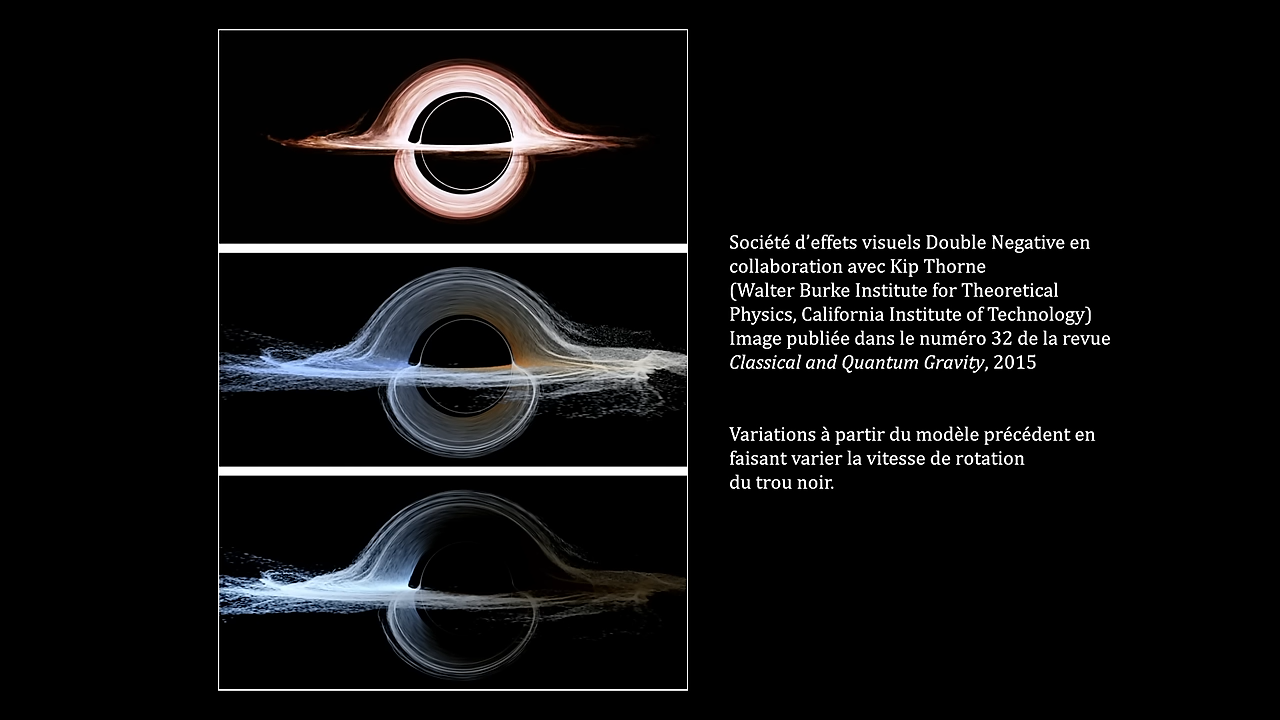 Société d’effets visuels Double Negative en
collaboration avec Kip Thorne
(Walter Burke Institute for Theoretical
Physics, California Institute of Technology)
Image publiée dans le numéro 32 de la revue
Classical and Quantum Gravity, 2015
Variations à partir du modèle précédent en
faisant varier la vitesse de rotation
du trou noir.